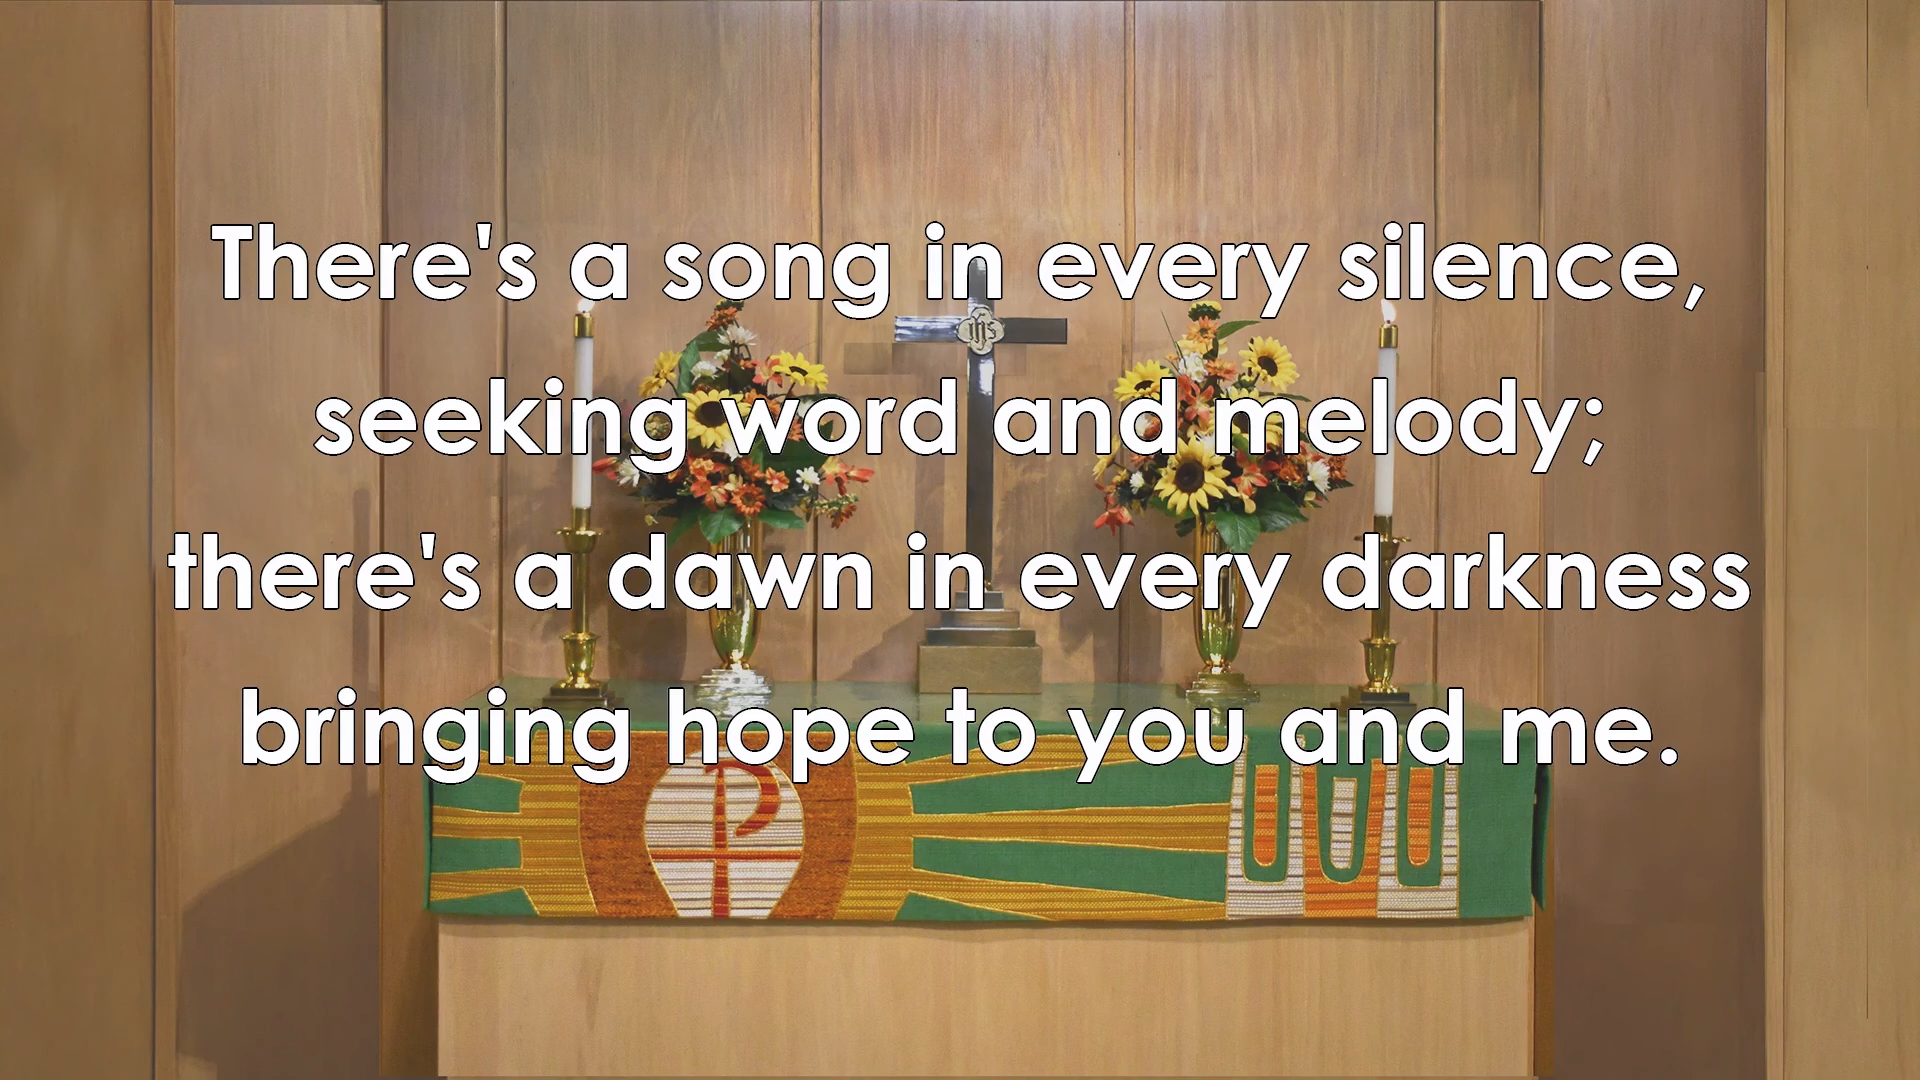 There's a song in every silence,
seeking word and melody;
there's a dawn in every darkness
bringing hope to you and me.
IHS